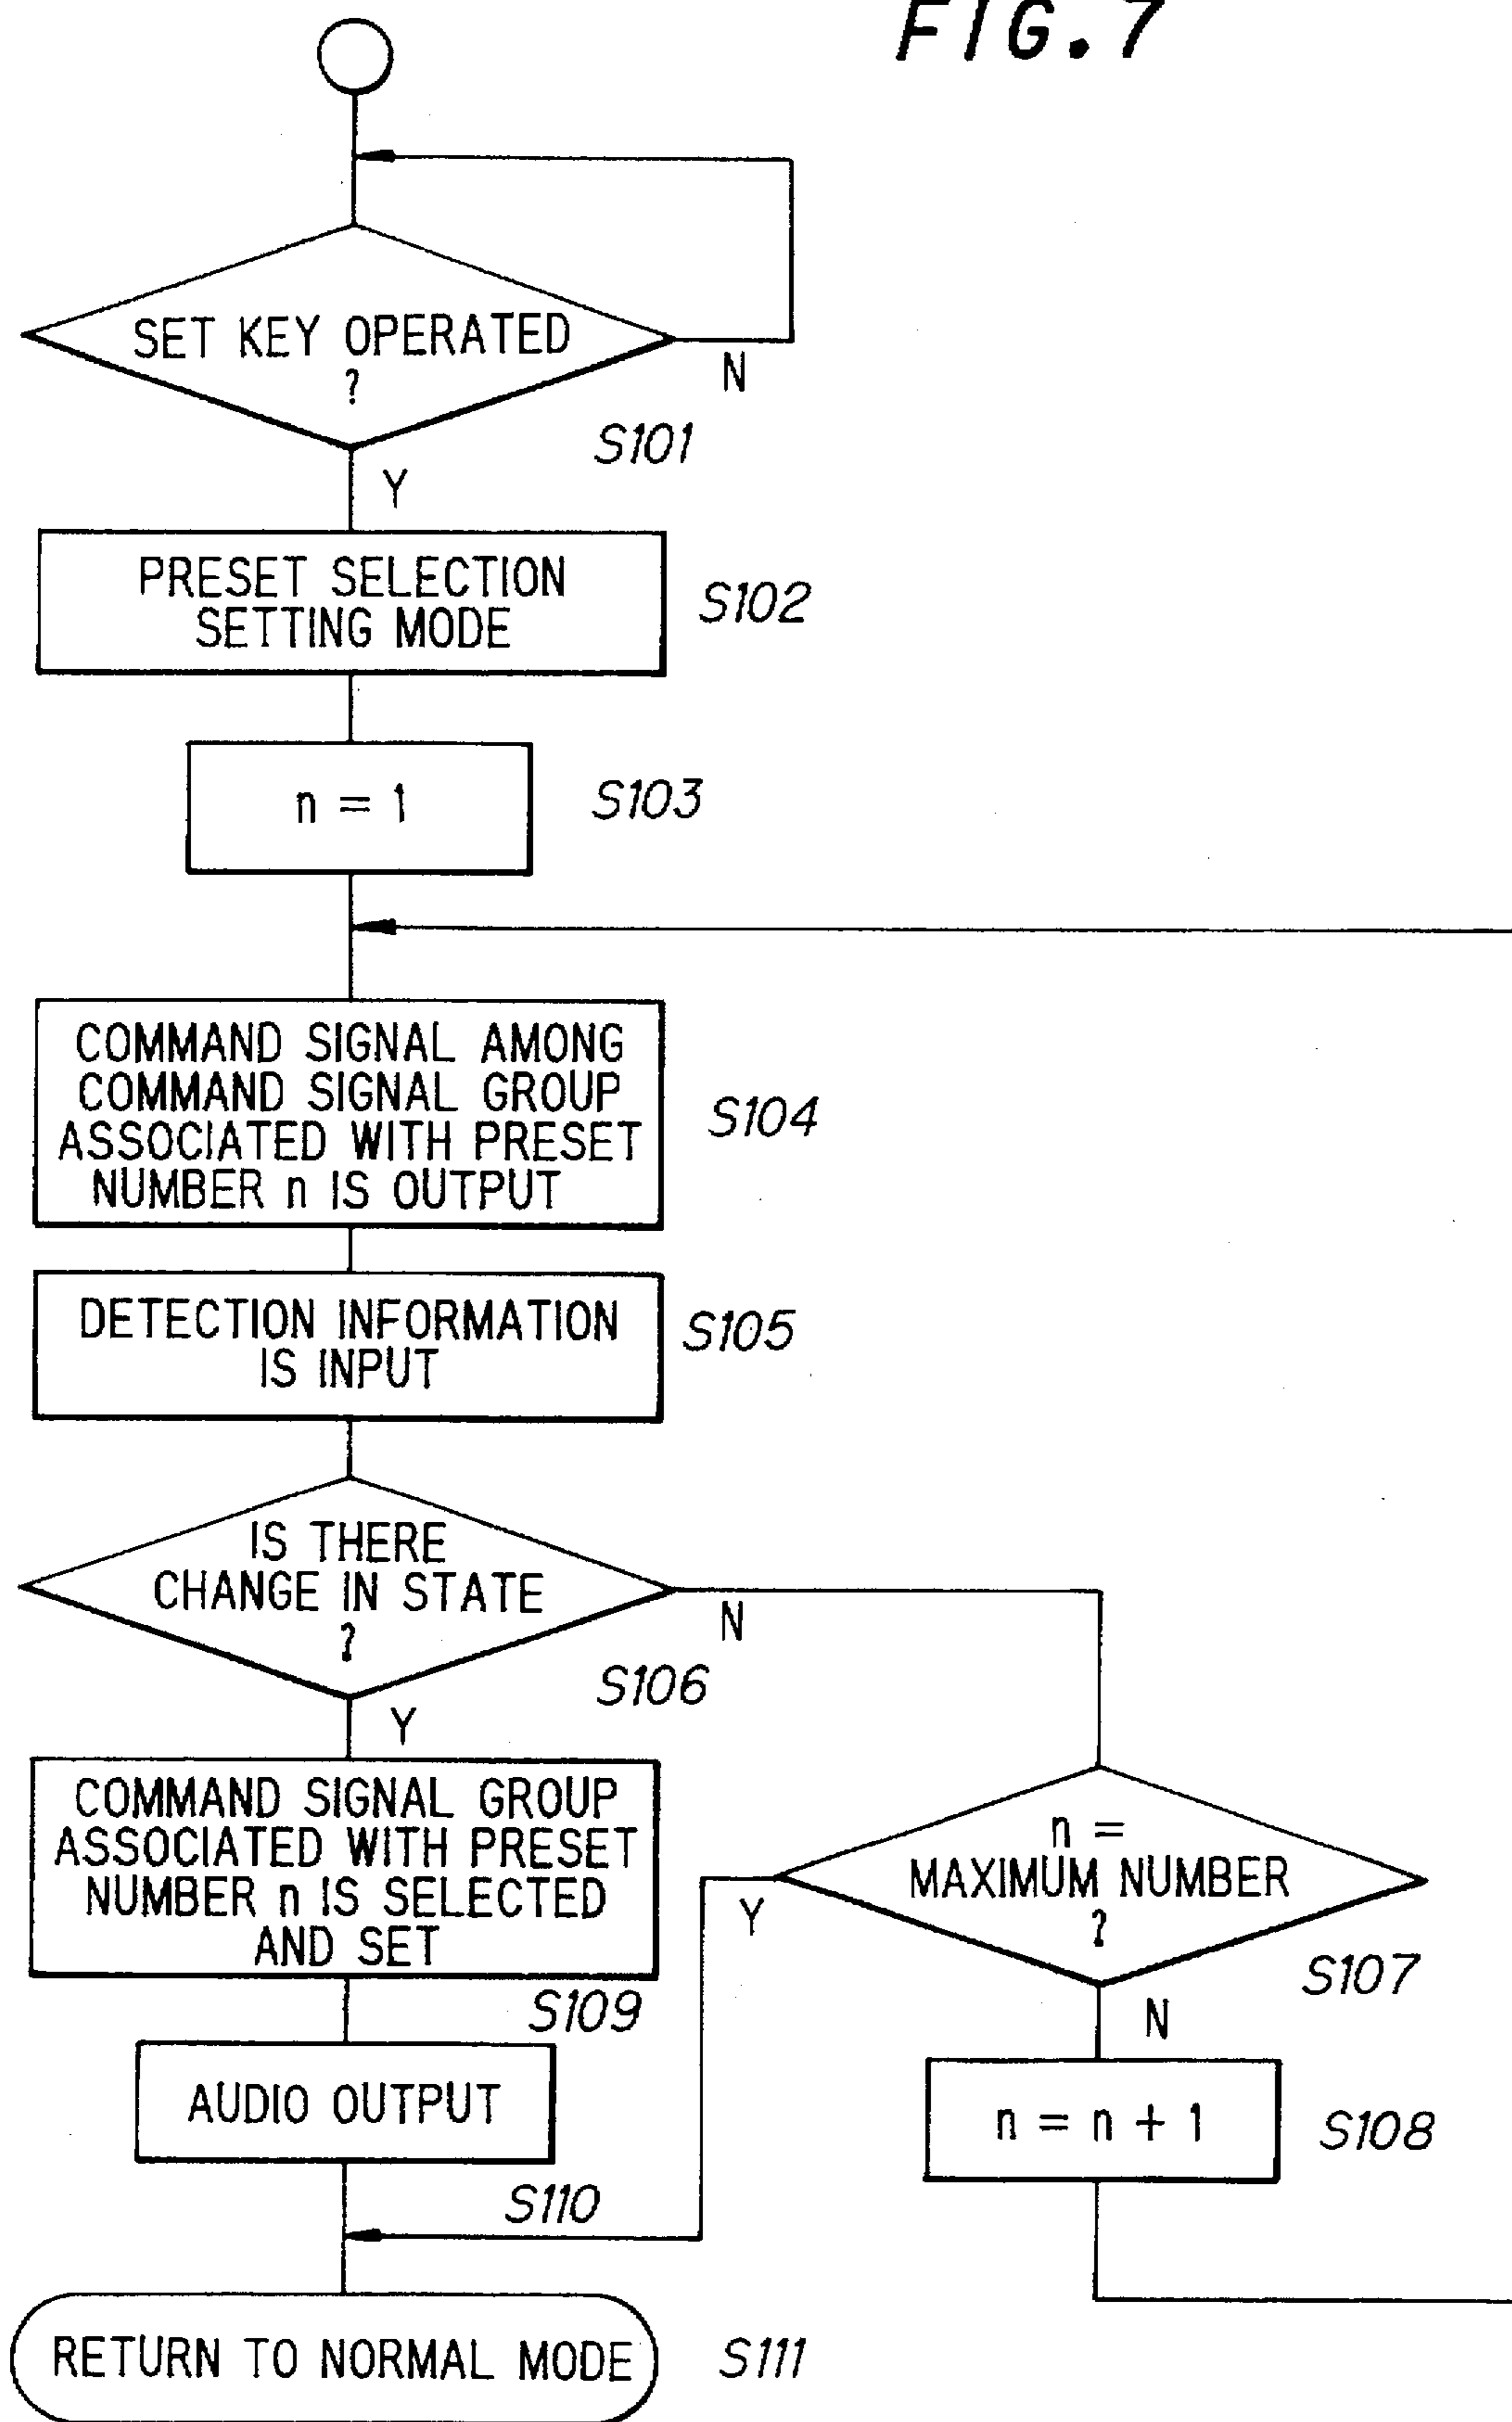 FIG. 7
SET KEY OPERATED
?
N
S101
Y
PRESET SELECTION
SETTING MODE
S102
n = 1
S103
COMMAND SIGNAL AMONG
COMMAND SIGNAL GROUP
ASSOCIATED WITH PRESET
NUMBER n IS OUTPUT
S104
DETECTION INFORMATION
IS INPUT
S105
IS THERE
CHANGE IN STATE
?
N
S106
Y
COMMAND SIGNAL GROUP
ASSOCIATED WITH PRESET
NUMBER n IS SELECTED
AND SET
S109
n =
MAXIMUM NUMBER
?
Y
S107
N
AUDIO OUTPUT
S110
n = n + 1
S108
RETURN TO NORMAL MODE
S111